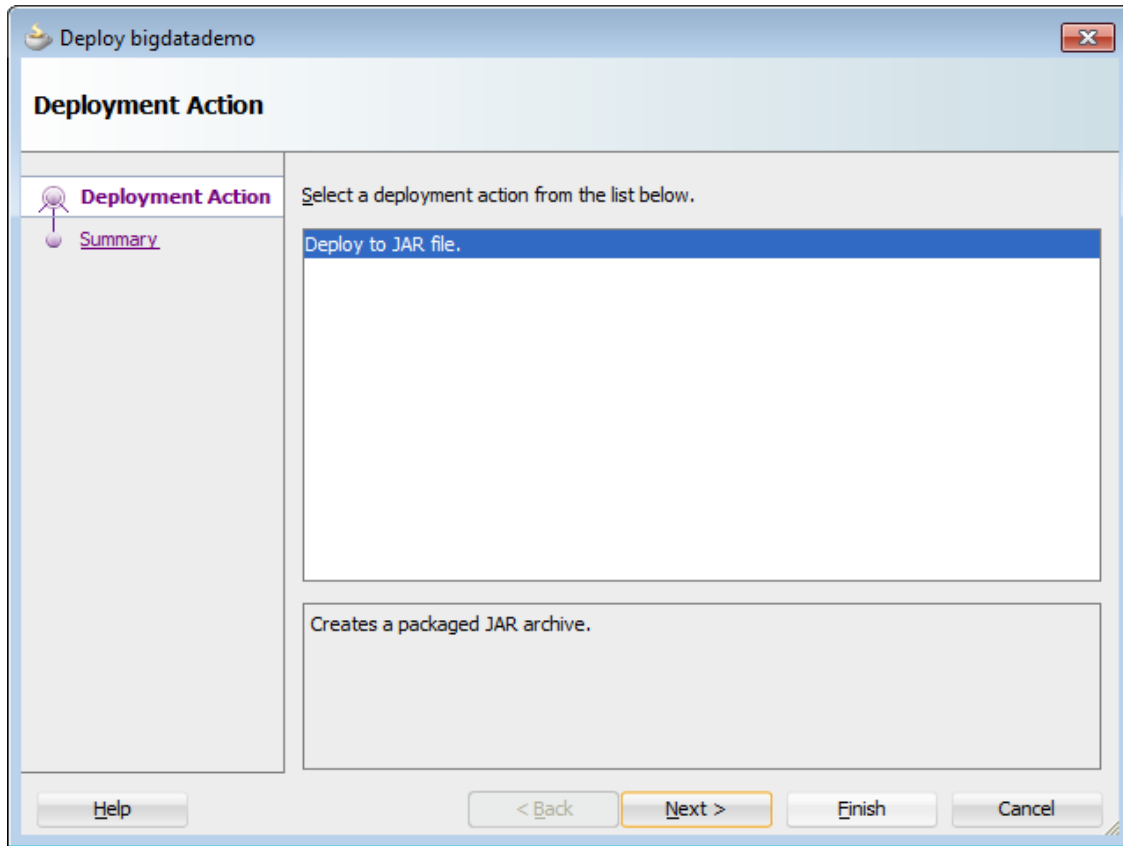 Deploy bigdatademo
Deployment Action
Deployment Action
Summary
Select a deployment action from the list below.
Deploy to JAR file.
Creates a packaged JAR archive.
Help
< Back
Next >
Finish
Cancel